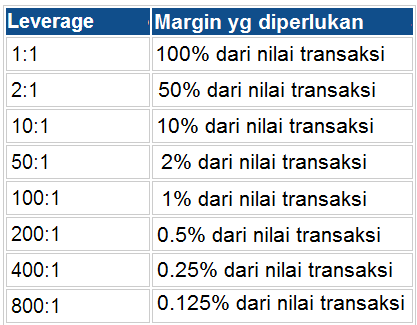 Leverage Margin yg diperlukan
1:1 100% dari nilai transaksi
2:1 50% dari nilai transaksi
10:1 10% dari nilai transaksi
50:1 2% dari nilai transaksi
100:1 1% dari nilai transaksi
200:1 0.5% dari nilai transaksi
400:1 0.25% dari nilai transaksi
800:1 0.125% dari nilai transaksi